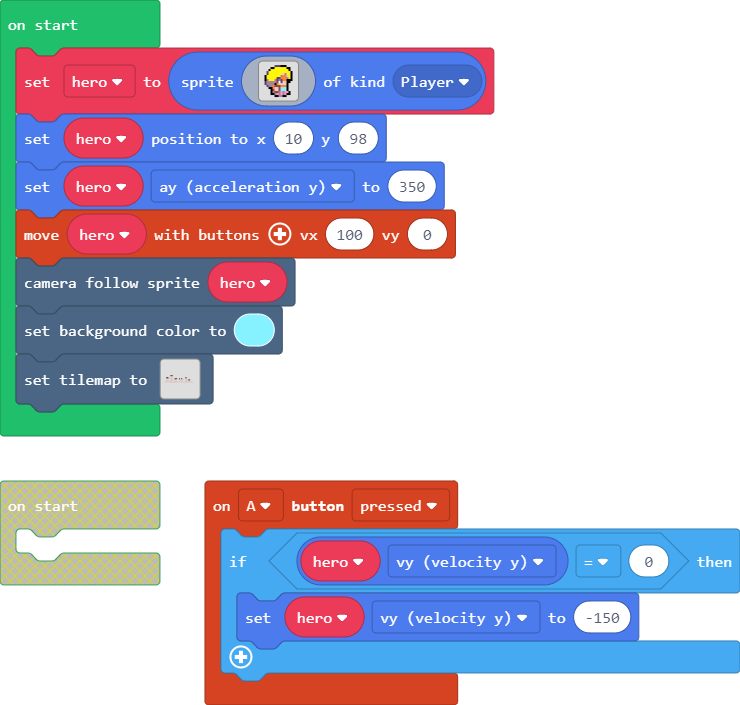 on start
set hero to sprite of kind Player
set hero position to x 10 y 98
set hero ay (acceleration y) to 350
move hero with buttons vx 100 vy 0
camera follow sprite hero
set background color to
set tilemap to
on start
on A button pressed
if hero vy (velocity y) = 0 then
set hero vy (velocity y) to -150